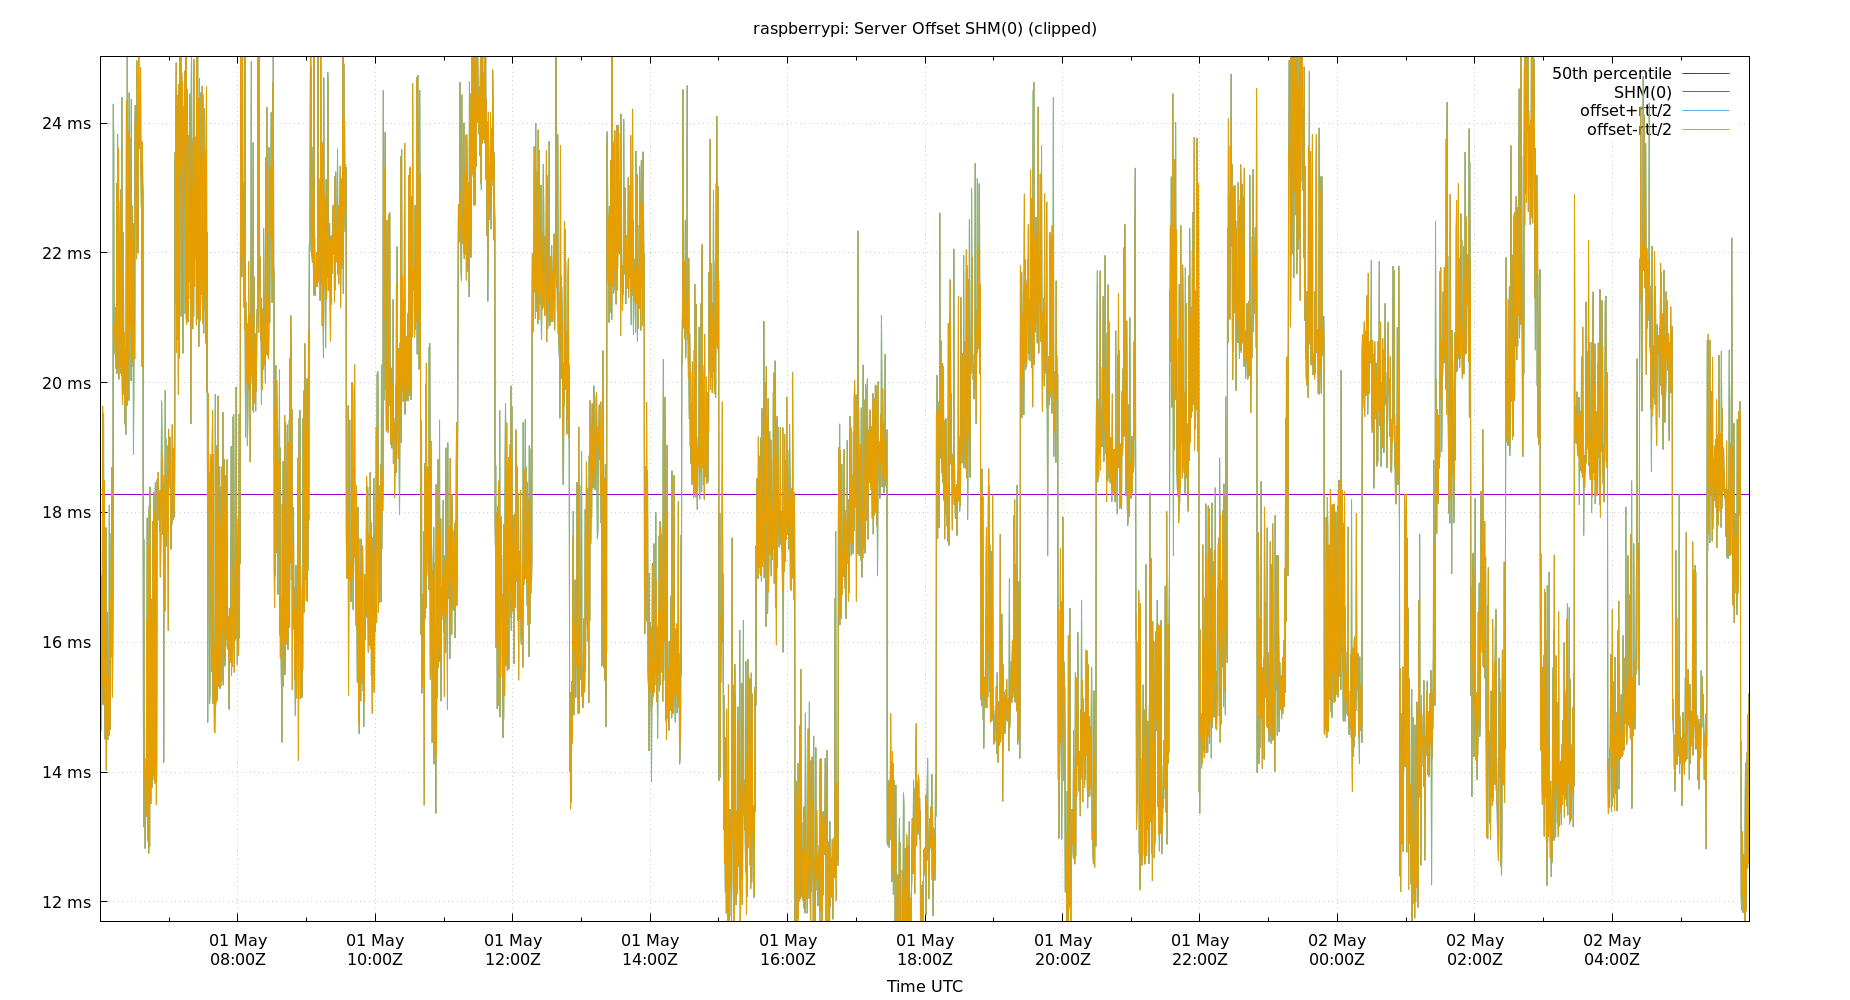 raspberrypi: Server Offset SHM(0) (clipped)
50th percentile
SHM(0)
offset+rtt/2
offset-rtt/2
24 ms
22 ms
20 ms
18 ms
16 ms
14 ms
12 ms
01 May 01 May 01 May 01 May 01 May 01 May 01 May 01 May 02 May 02 May 02 May
08:00Z 10:00Z 12:00Z 14:00Z 16:00Z 18:00Z 20:00Z 22:00Z 00:00Z 02:00Z 04:00Z
Time UTC